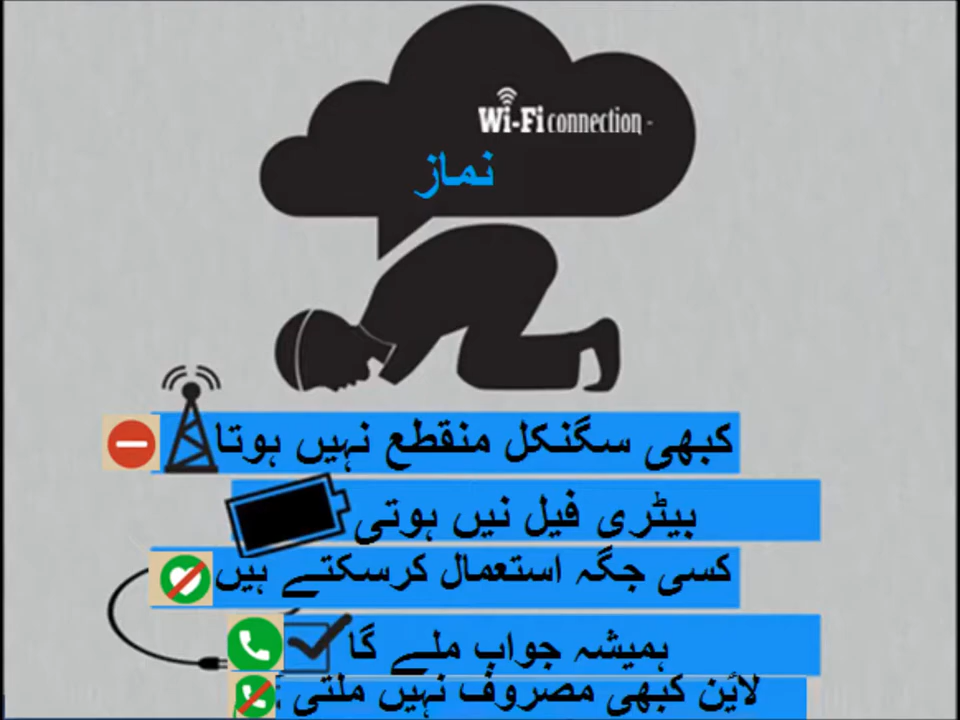 Wi-Fi connection -
نماز
کبھی سگنکل منقطع نہیں ہوتا
بیٹری فیل نیں ہوتی
کسی جگہ استعمال کرسکتے ہیں
ہمیشہ جواب ملے گا
لائن کبھی مصروف نہیں ملتی